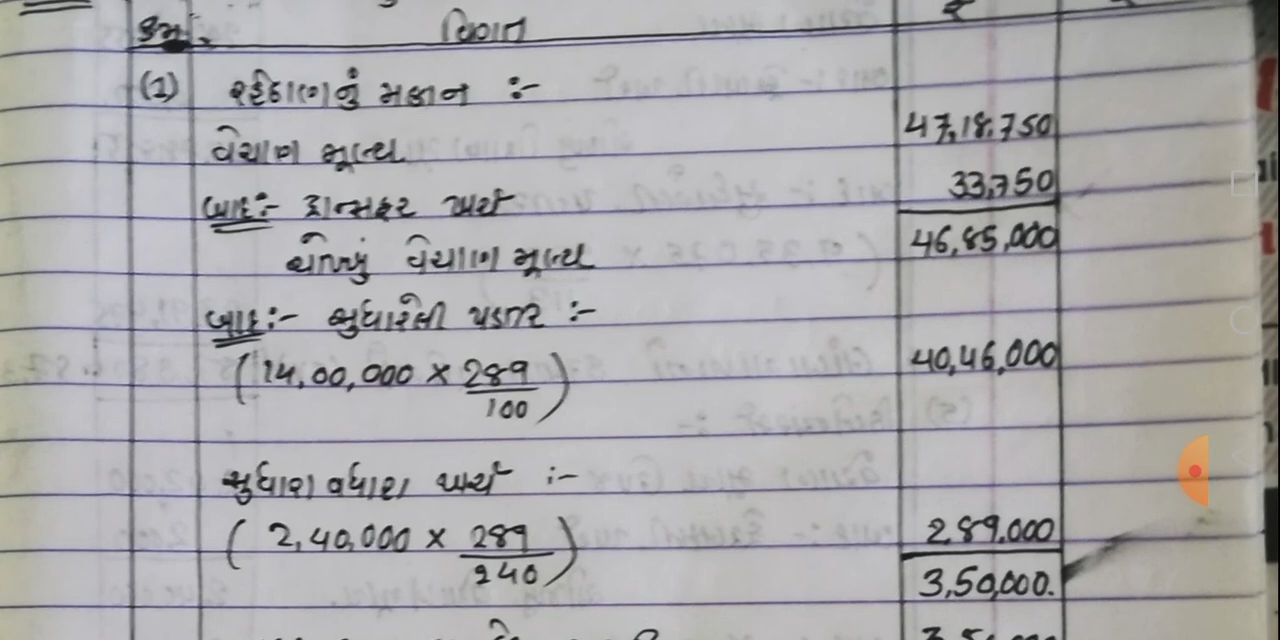 ક્રમ. વિગત ₹
(1) રહેઠાણનું મકાન :-
વેચાણ મૂલ્ય 47,18,750
બાદ:- ટ્રાન્સફર ખર્ચ 33,750
ચોખ્ખું વેચાણ મૂલ્ય 46,85,000
બાદ:- સુધારેલી પડતર :-
(14,00,000 × 289/100) 40,46,000
સુધારા વધારા ખર્ચ :-
(2,40,000 × 289/240) 2,89,000
3,50,000.